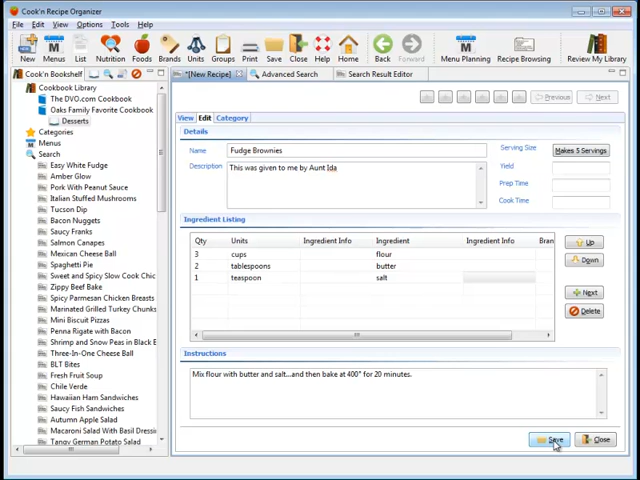 Cook'n Recipe Organizer
File Edit View Options Tools Help
New Menus List Nutrition Foods Brands Units Groups Print Save Close Help Home Back Forward Menu Planning Recipe Browsing Review My Library
Cook'n Bookshelf
*[New Recipe] Advanced Search Search Result Editor
Cookbook Library
The DVO.com Cookbook
Oaks Family Favorite Cookbook
Desserts
Categories
Menus
Search
Easy White Fudge
Amber Glow
Pork With Peanut Sauce
Italian Stuffed Mushrooms
Tucson Dip
Bacon Nuggets
Saucy Franks
Salmon Canapes
Mexican Cheese Ball
Spaghetti Pie
Sweet and Spicy Slow Cook Chic
Zippy Beef Bake
Spicy Parmesan Chicken Breasts
Marinated Grilled Turkey Chunks
Mini Biscuit Pizzas
Penne Rigate with Bacon
Shrimp and Snow Peas in Black B
Three-In-One Cheese Ball
BLT Bites
Fresh Fruit Soup
Chile Verde
Hawaiian Ham Sandwiches
Saucy Fish Sandwiches
Autumn Apple Salad
Macaroni Salad With Basil Dressin
Tangy German Potato Salad
Previous Next
View Edit Category
Details
Name Fudge Brownies
Description This was given to me by Aunt Ida
Serving Size Makes 5 Servings
Yield
Prep Time
Cook Time
Ingredient Listing
Qty Units Ingredient Info Ingredient Ingredient Info Bran
3 cups flour
2 tablespoons butter
1 teaspoon salt
Up
Down
Next
Delete
Instructions
Mix flour with butter and salt...and then bake at 400° for 20 minutes.
Save Close